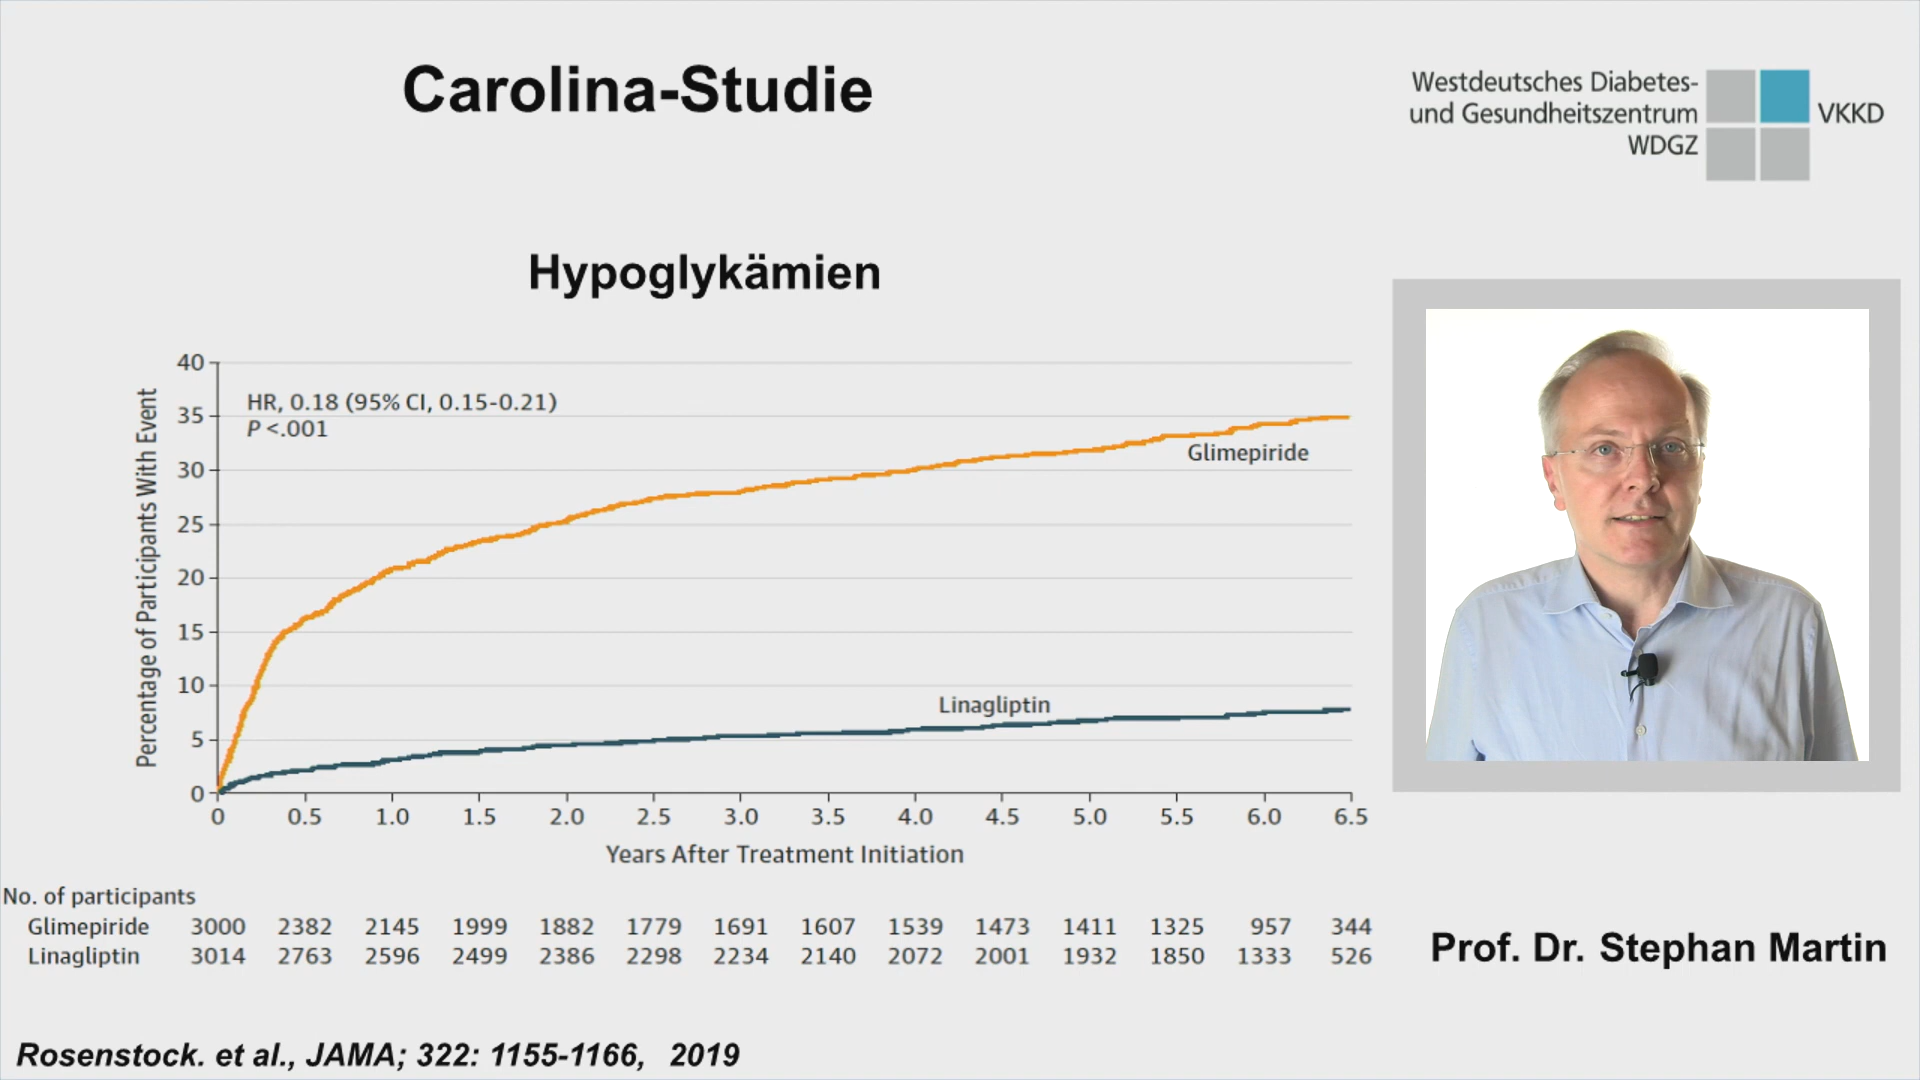 Carolina-Studie
Westdeutsches Diabetes-
und Gesundheitszentrum
WDGZ
VKKD
Hypoglykämien
HR, 0.18 (95% CI, 0.15-0.21)
P <.001
Percentage of Participants With Event
40
35
30
25
20
15
10
5
0
Glimepiride
Linagliptin
0 0.5 1.0 1.5 2.0 2.5 3.0 3.5 4.0 4.5 5.0 5.5 6.0 6.5
Years After Treatment Initiation
No. of participants
Glimepiride 3000 2382 2145 1999 1882 1779 1691 1607 1539 1473 1411 1325 957 344
Linagliptin 3014 2763 2596 2499 2386 2298 2234 2140 2072 2001 1932 1850 1333 526
Prof. Dr. Stephan Martin
Rosenstock. et al., JAMA; 322: 1155-1166, 2019